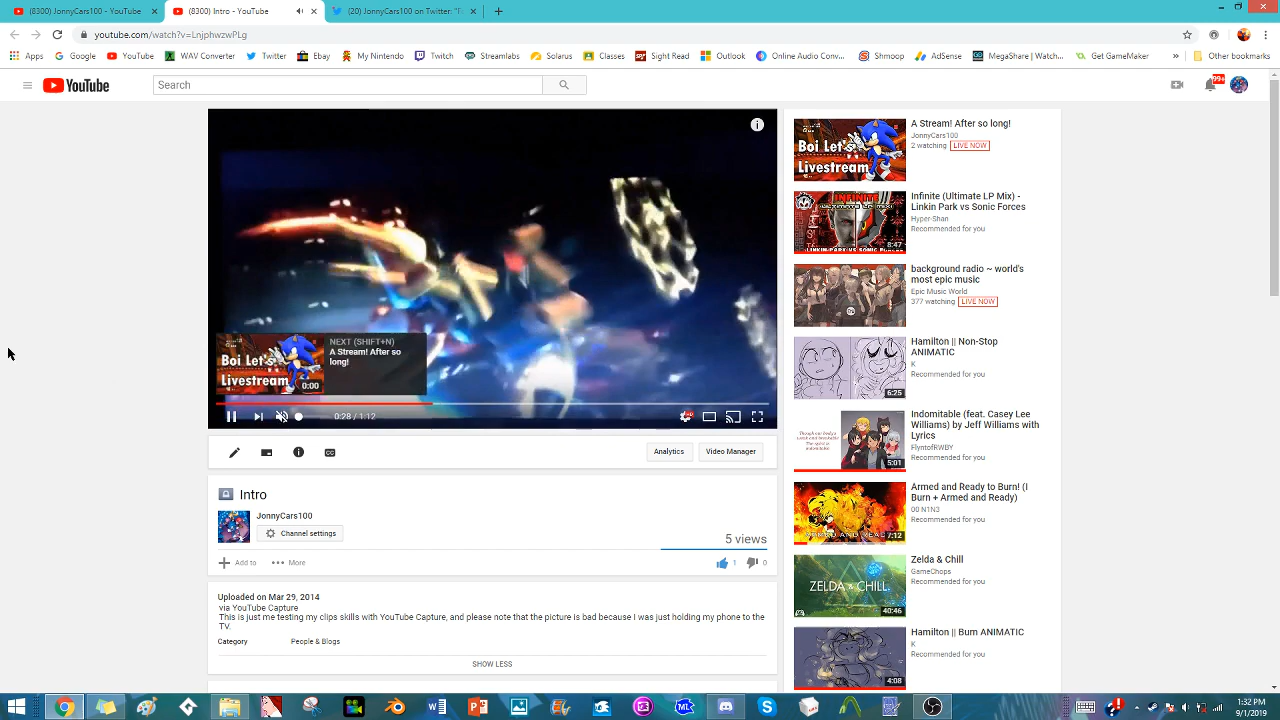 (8300) JonnyCars100 - YouTube
(8300) Intro - YouTube
(20) JonnyCars100 on Twitter: "F
youtube.com/watch?v=LnjphwzwPLg
Apps
Google
YouTube
WAV Converter
Twitter
Ebay
My Nintendo
Twitch
Solarus
Classes
Sight Read
Outlook
Online Audio Conv...
Shmoop
AdSense
MegaShare | Watch...
Get GameMaker
»
Other bookmarks
YouTube
Search
99+
NEXT (SHIFT+N)
A Stream! After so
long!
Boi Let's
Livestream
0:00
0:28 / 1:12
Analytics
Video Manager
Intro
JonnyCars100
Channel settings
5 views
Add to
More
1
0
Uploaded on Mar 29, 2014
via YouTube Capture
This is just me testing my clips skills with YouTube Capture, and please note that the picture is bad because I was just holding my phone to the
TV.
Category
People & Blogs
SHOW LESS
Boi Let's
Livestream
A Stream! After so long!
JonnyCars100
2 watching LIVE NOW
INFINITE
8:47
Infinite (Ultimate LP Mix) -
Linkin Park vs Sonic Forces
Hyper-Shan
Recommended for you
background radio ~ world's
most epic music
Epic Music World
377 watching LIVE NOW
6:25
Hamilton || Non-Stop
ANIMATIC
K
Recommended for you
5:01
Indomitable (feat. Casey Lee
Williams) by Jeff Williams with
Lyrics
FlyntofRWBY
Recommended for you
7:12
Armed and Ready to Burn! (I
Burn + Armed and Ready)
00 N1N3
Recommended for you
ZELDA & CHILL
40:46
Zelda & Chill
GameChops
Recommended for you
4:08
Hamilton || Burn ANIMATIC
K
Recommended for you
1:32 PM
9/1/2019